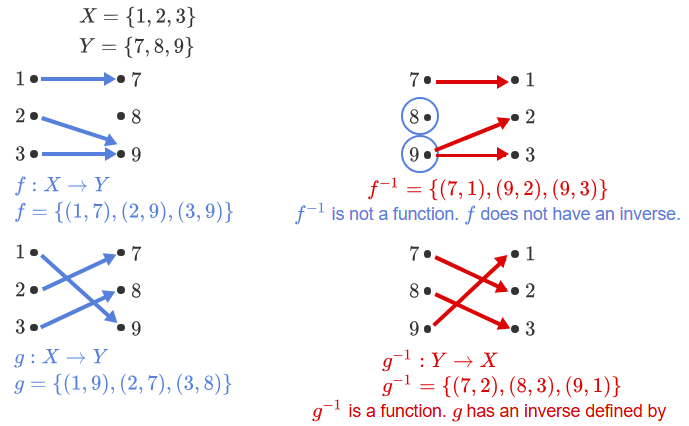 X = {1, 2, 3}
Y = {7, 8, 9}
1 7
2 8
3 9
f : X → Y
f = {(1, 7), (2, 9), (3, 9)}
7 1
8 2
9 3
f⁻¹ = {(7, 1), (9, 2), (9, 3)}
f⁻¹ is not a function. f does not have an inverse.
1 7
2 8
3 9
g : X → Y
g = {(1, 9), (2, 7), (3, 8)}
7 1
8 2
9 3
g⁻¹ : Y → X
g⁻¹ = {(7, 2), (8, 3), (9, 1)}
g⁻¹ is a function. g has an inverse defined by